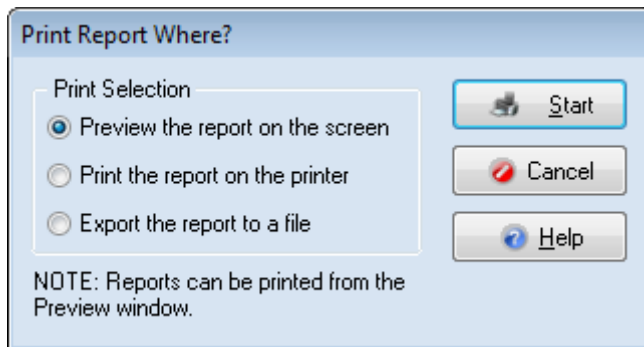 Print Report Where?
Print Selection
Preview the report on the screen
Print the report on the printer
Export the report to a file
NOTE: Reports can be printed from the
Preview window.
Start
Cancel
Help